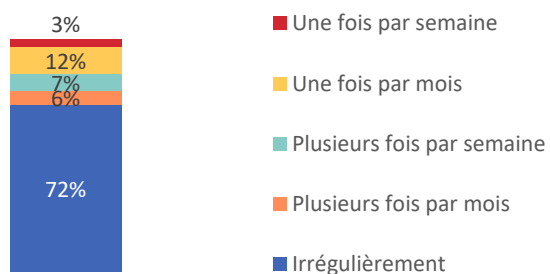 3%
12%
7%
6%
72%
Une fois par semaine
Une fois par mois
Plusieurs fois par semaine
Plusieurs fois par mois
Irrégulièrement